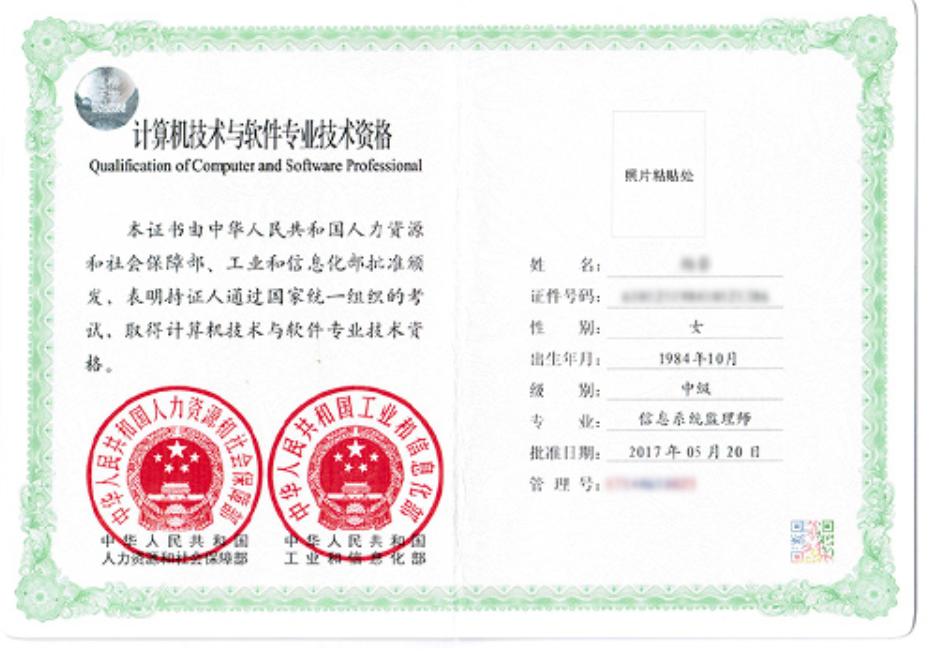 计算机技术与软件专业技术资格
Qualification of Computer and Software Professional
本证书由中华人民共和国人力资源
和社会保障部、工业和信息化部批准颁
发，表明持证人通过国家统一组织的考
试，取得计算机技术与软件专业技术资
格。
中华人民共和国人力资源和社会保障部
中华人民共和国工业和信息化部
中华人民共和国
人力资源和社会保障部
中华人民共和国
工业和信息化部
照片粘贴处
姓 名：
证件号码：
性 别： 女
出生年月： 1984年10月
级 别： 中级
专 业： 信息系统监理师
批准日期： 2017年05月20日
管 理 号：